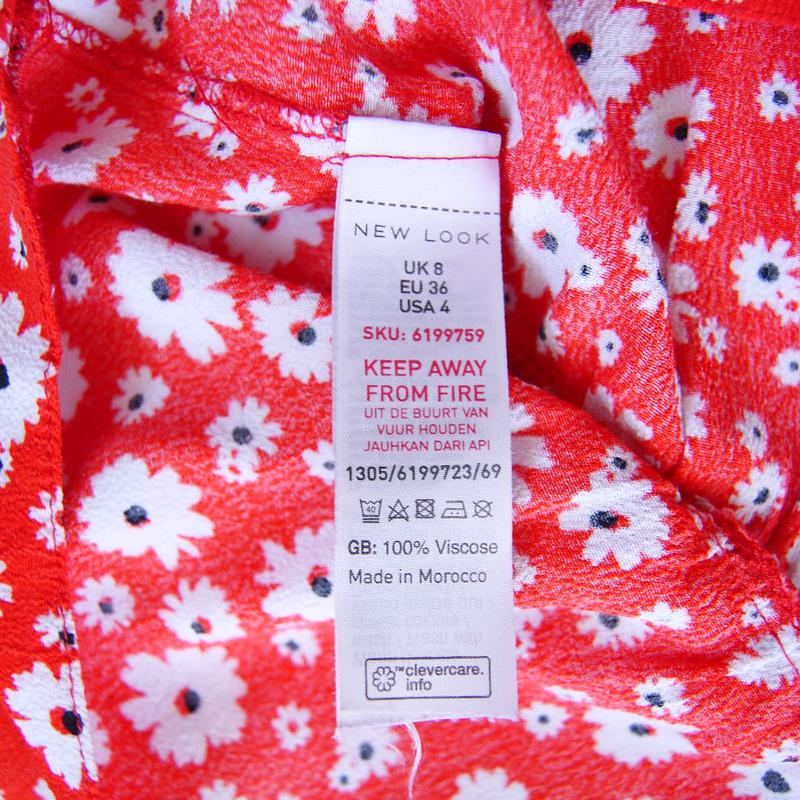 NEW LOOK
UK 8
EU 36
USA 4
SKU: 6199759
KEEP AWAY
FROM FIRE
UIT DE BUURT VAN
VUUR HOUDEN
JAUHKAN DARI API
1305/6199723/69
40
GB: 100% Viscose
Made in Morocco
™clevercare.
info